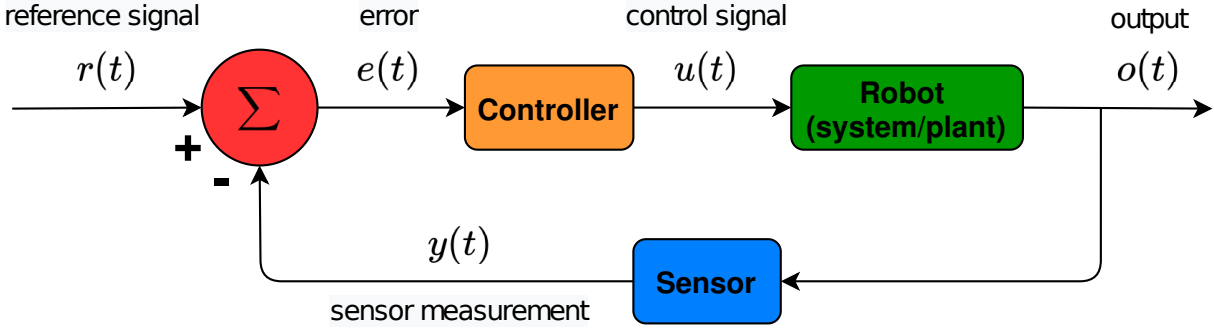 reference signal
error
control signal
output
r(t)
e(t)
u(t)
o(t)
∑
Controller
Robot
(system/plant)
+
-
y(t)
Sensor
sensor measurement